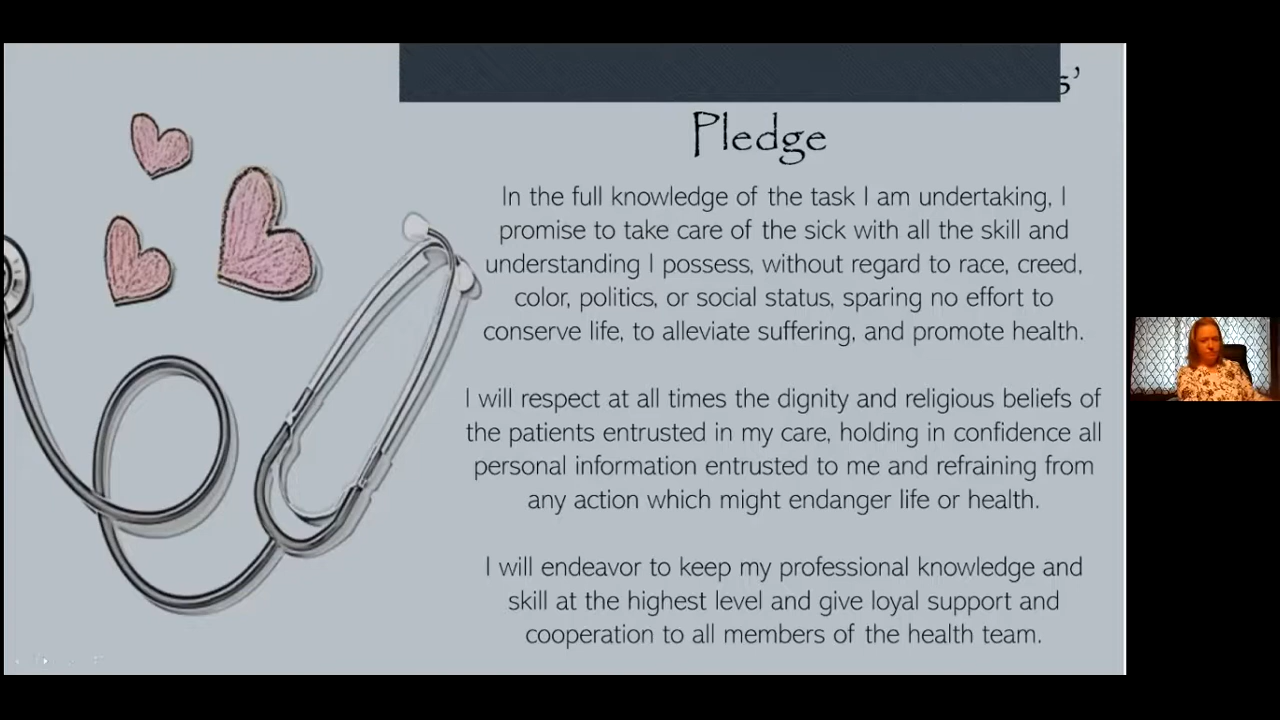 Pledge
In the full knowledge of the task I am undertaking, I
promise to take care of the sick with all the skill and
understanding I possess, without regard to race, creed,
color, politics, or social status, sparing no effort to
conserve life, to alleviate suffering, and promote health.
I will respect at all times the dignity and religious beliefs of
the patients entrusted in my care, holding in confidence all
personal information entrusted to me and refraining from
any action which might endanger life or health.
I will endeavor to keep my professional knowledge and
skill at the highest level and give loyal support and
cooperation to all members of the health team.